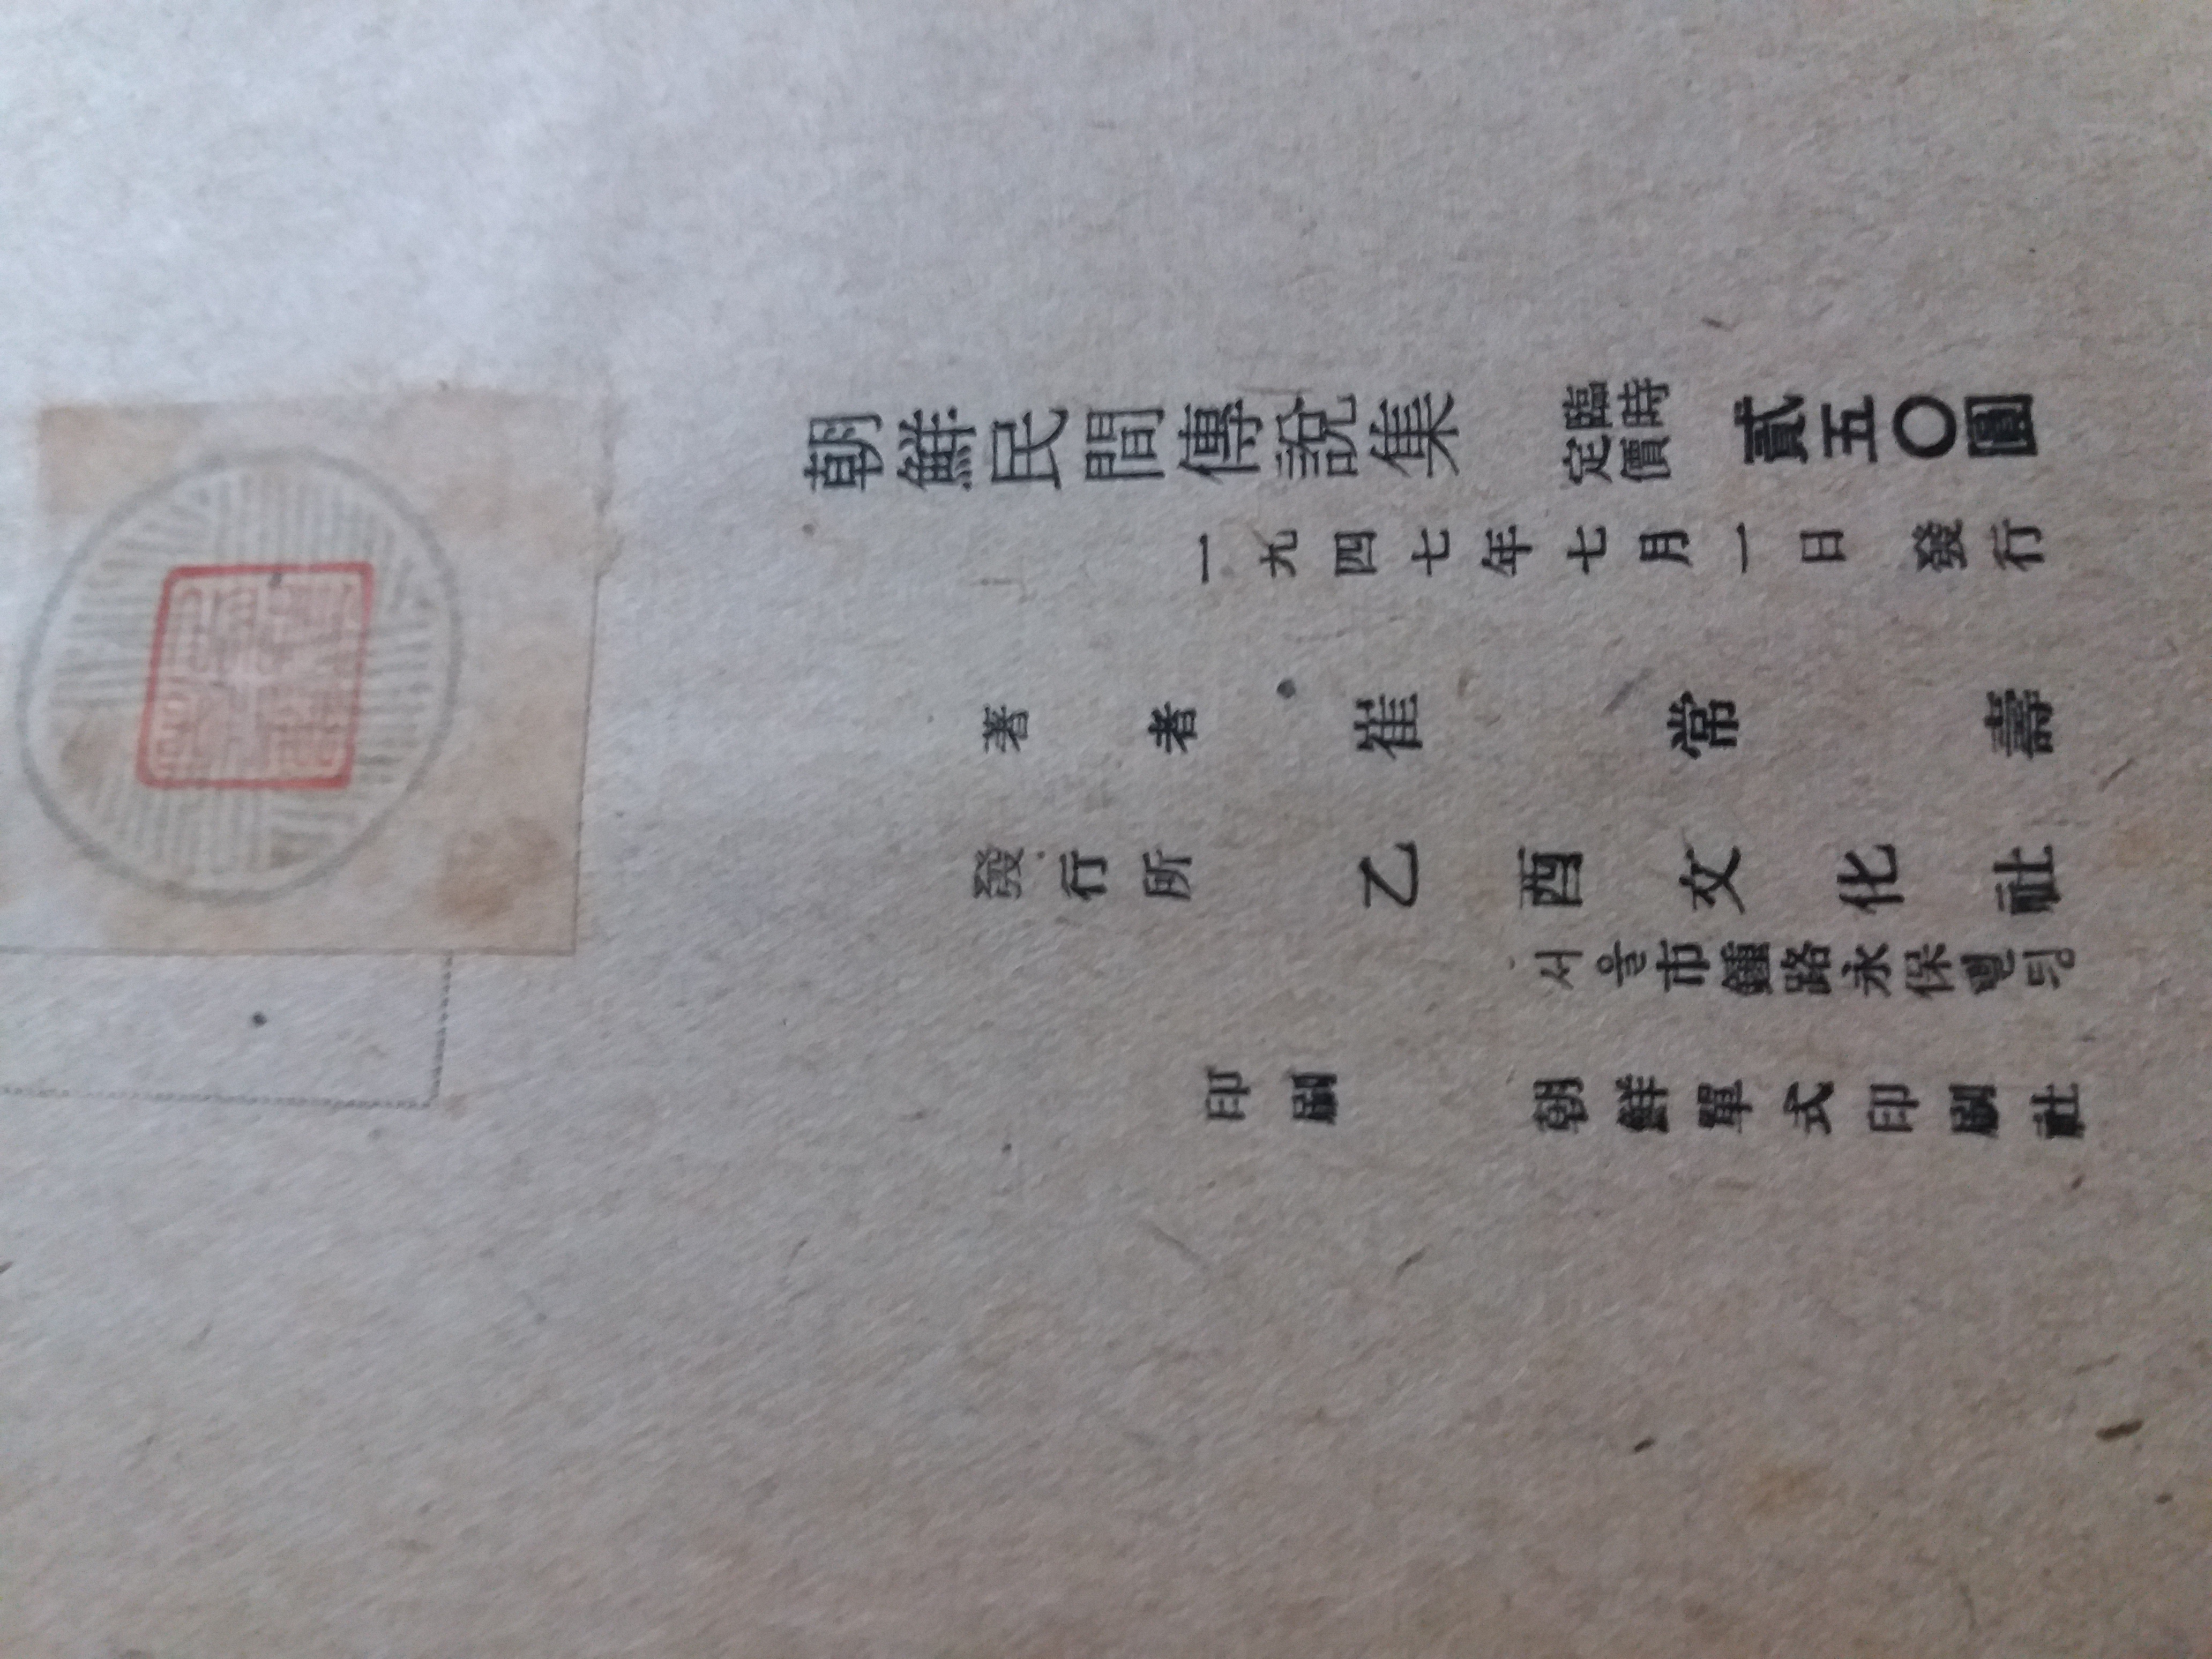 朝鮮民間傳說集 臨時定價 貳五〇圓
一九四七年七月一日 發行
著者 崔常壽
發行所 乙酉文化社
서울市鍾路永保빌딩
印刷 朝鮮單式印刷社